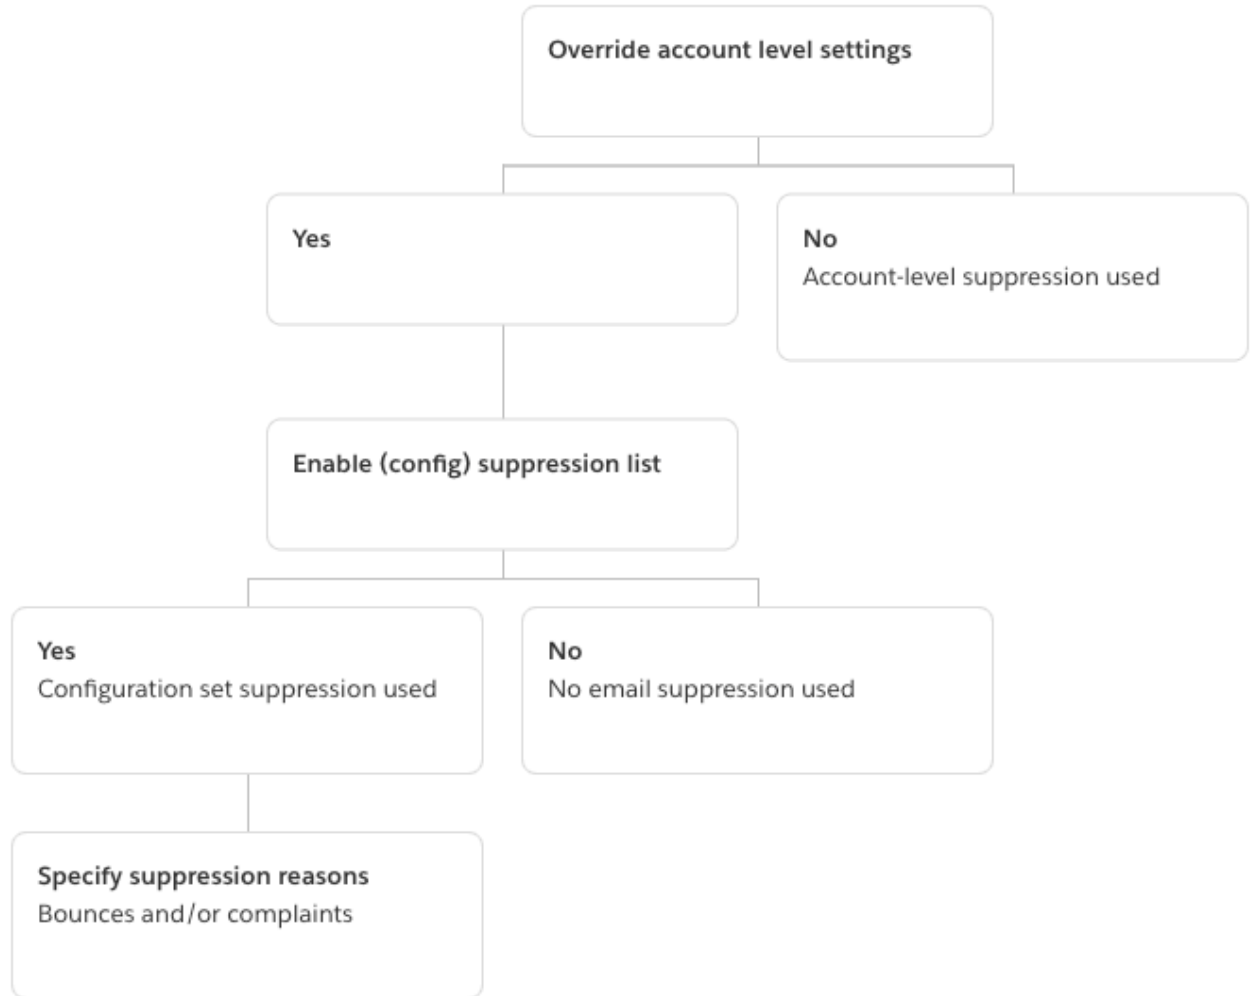 Override account level settings
Yes
No
Account-level suppression used
Enable (config) suppression list
Yes
Configuration set suppression used
No
No email suppression used
Specify suppression reasons
Bounces and/or complaints